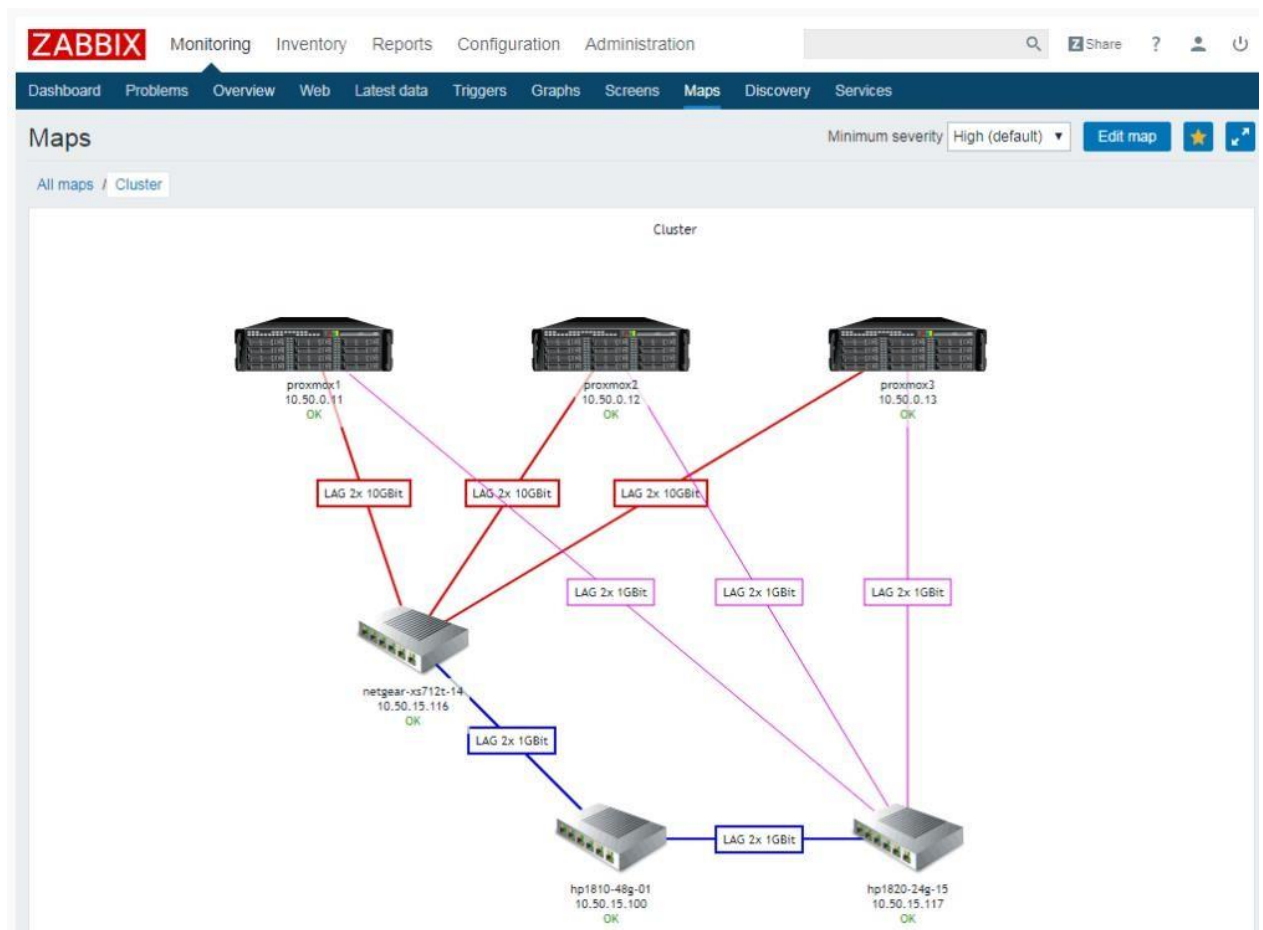 ZABBIX Monitoring Inventory Reports Configuration Administration Z Share ?
Dashboard Problems Overview Web Latest data Triggers Graphs Screens Maps Discovery Services
Maps Minimum severity High (default) Edit map
All maps / Cluster
Cluster
proxmox1 proxmox2 proxmox3
10.50.0.11 10.50.0.12 10.50.0.13
OK OK OK
LAG 2x 10GBit LAG 2x 10GBit LAG 2x 10GBit
LAG 2x 1GBit LAG 2x 1GBit LAG 2x 1GBit
netgear-xs712t-14
10.50.15.116
OK
LAG 2x 1GBit
LAG 2x 1GBit
hp1810-48g-01 hp1820-24g-15
10.50.15.100 10.50.15.117
OK OK